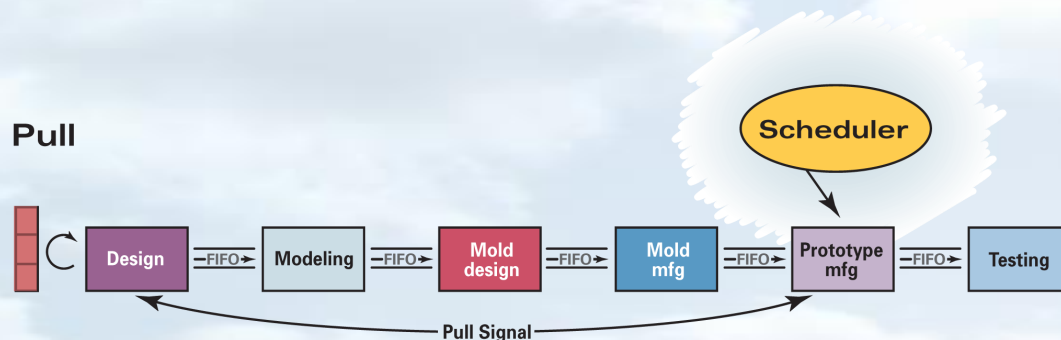 Scheduler
Pull
Design
FIFO
Modeling
FIFO
Mold
design
FIFO
Mold
mfg
FIFO
Prototype
mfg
FIFO
Testing
Pull Signal